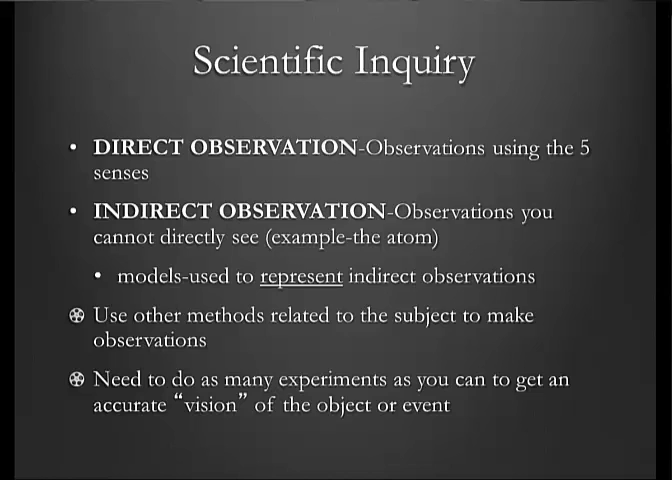 Scientific Inquiry
• DIRECT OBSERVATION-Observations using the 5
senses
• INDIRECT OBSERVATION-Observations you
cannot directly see (example-the atom)
• models-used to represent indirect observations
Use other methods related to the subject to make
observations
Need to do as many experiments as you can to get an
accurate “vision” of the object or event